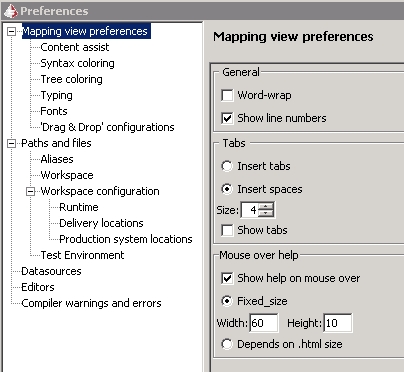 Preferences
Mapping view preferences
Content assist
Syntax coloring
Tree coloring
Typing
Fonts
'Drag & Drop' configurations
Paths and files
Aliases
Workspace
Workspace configuration
Runtime
Delivery locations
Production system locations
Test Environment
Datasources
Editors
Compiler warnings and errors
Mapping view preferences
General
Word-wrap
Show line numbers
Tabs
Insert tabs
Insert spaces
Size: 4
Show tabs
Mouse over help
Show help on mouse over
Fixed_size
Width: 60 Height: 10
Depends on .html size